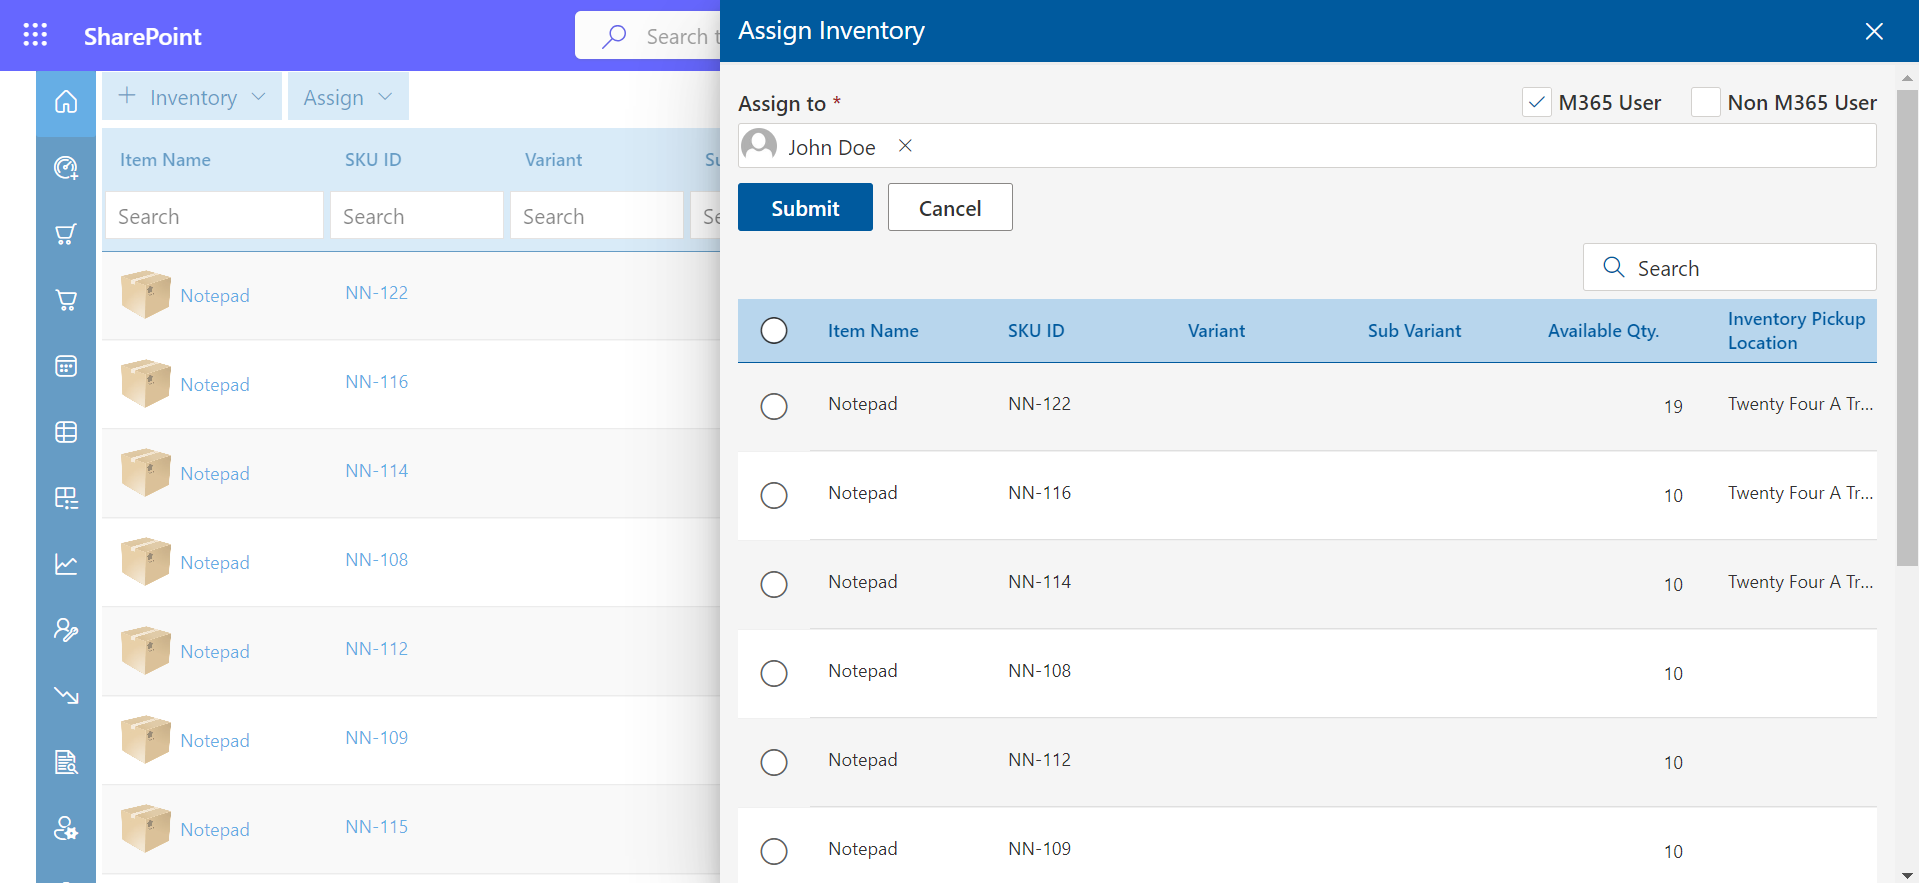 SharePoint
Search t
Inventory
Assign
Item Name SKU ID Variant Su
Search Search Search Se
Notepad NN-122
Notepad NN-116
Notepad NN-114
Notepad NN-108
Notepad NN-112
Notepad NN-109
Notepad NN-115
Assign Inventory
Assign to *
M365 User Non M365 User
John Doe
Submit Cancel
Search
Item Name SKU ID Variant Sub Variant Available Qty. Inventory Pickup
Location
Notepad NN-122 19 Twenty Four A Tr...
Notepad NN-116 10 Twenty Four A Tr...
Notepad NN-114 10 Twenty Four A Tr...
Notepad NN-108 10
Notepad NN-112 10
Notepad NN-109 10